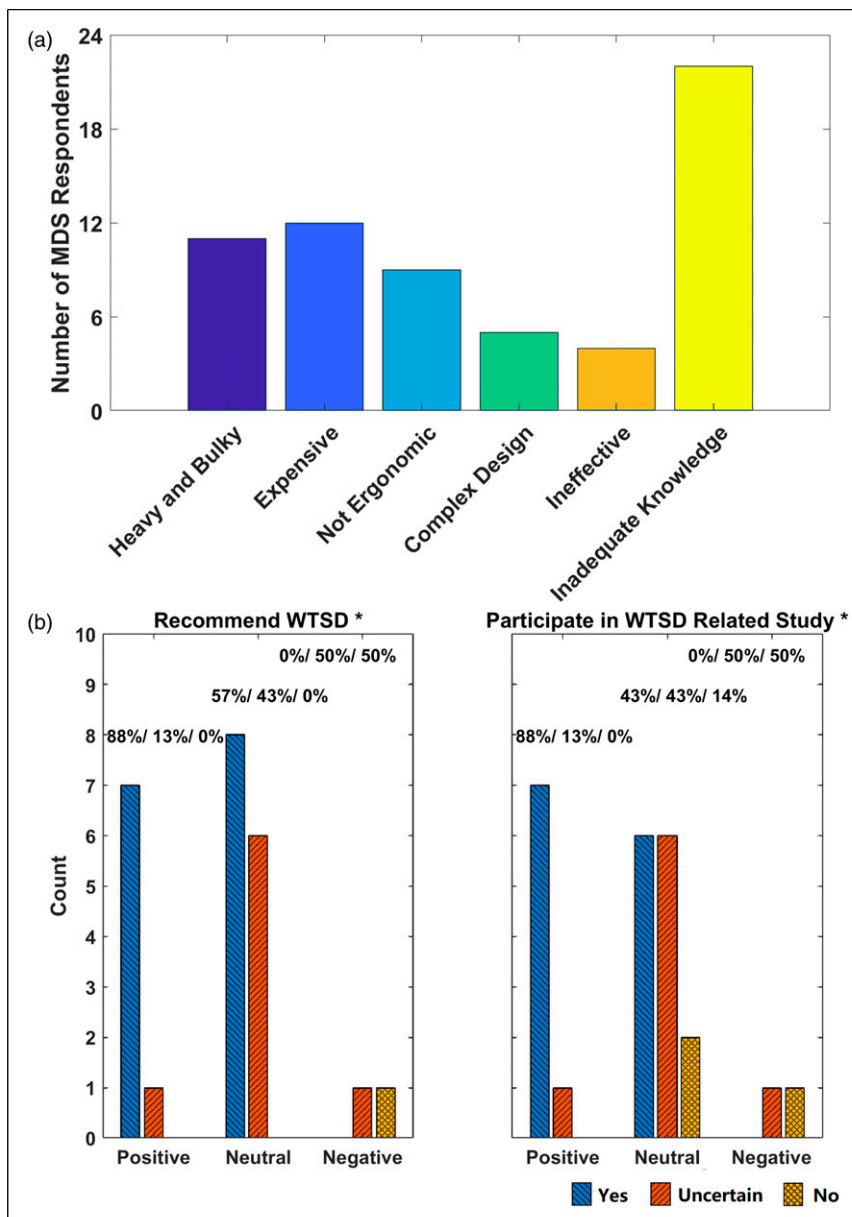 (a)
24
18
12
6
0
Number of MDS Respondents
Heavy and Bulky
Expensive
Not Ergonomic
Complex Design
Ineffective
Inadequate Knowledge
(b)
Recommend WTSD *
10
9
8
7
6
5
4
3
2
1
0
Count
0%/ 50%/ 50%
57%/ 43%/ 0%
88%/ 13%/ 0%
Positive
Neutral
Negative
Participate in WTSD Related Study *
0%/ 50%/ 50%
43%/ 43%/ 14%
88%/ 13%/ 0%
Positive
Neutral
Negative
Yes
Uncertain
No